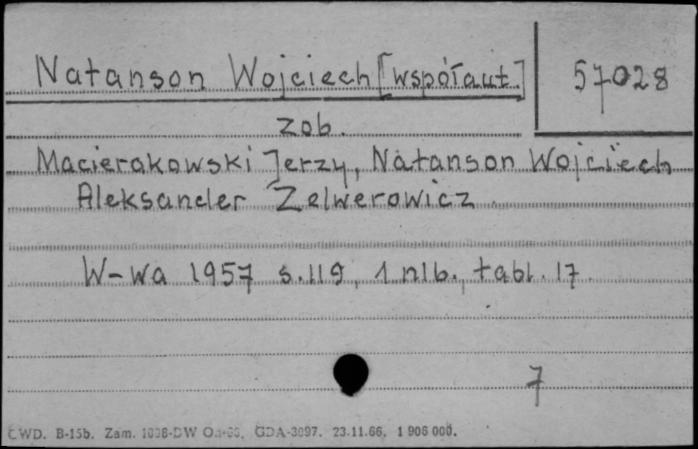 Natanson Wojciech [współaut.] 57028
zob.
Macierakowski Jerzy, Natanson Wojciech
Aleksander Zelwerowicz.
W-wa 1957 s. 119, 1 nlb., tabl. 17.
7
CWD. B-15b. Zam. GDA-3097. 23.11.66. 1 906 000.